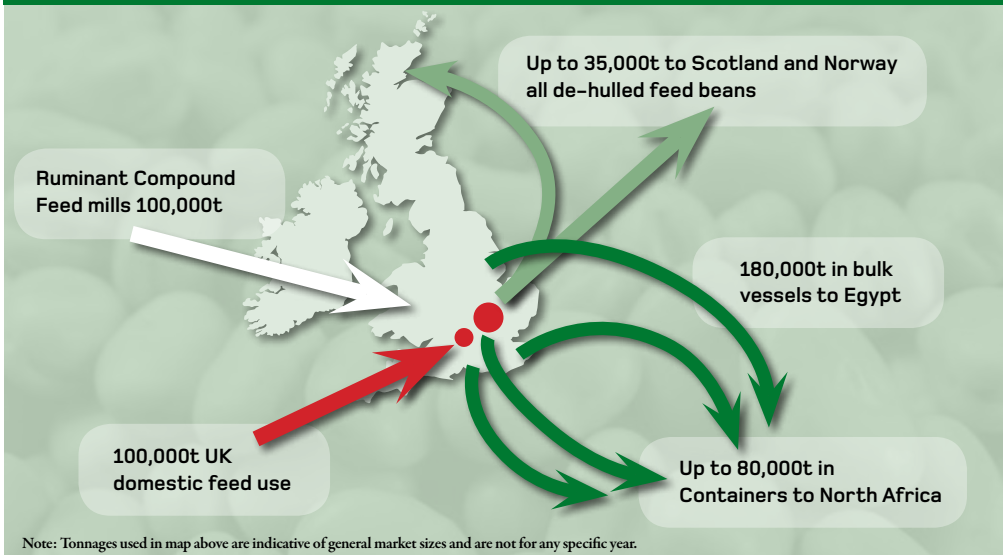 Up to 35,000t to Scotland and Norway
all de-hulled feed beans
Ruminant Compound
Feed mills 100,000t
180,000t in bulk
vessels to Egypt
100,000t UK
domestic feed use
Up to 80,000t in
Containers to North Africa
Note: Tonnages used in map above are indicative of general market sizes and are not for any specific year.